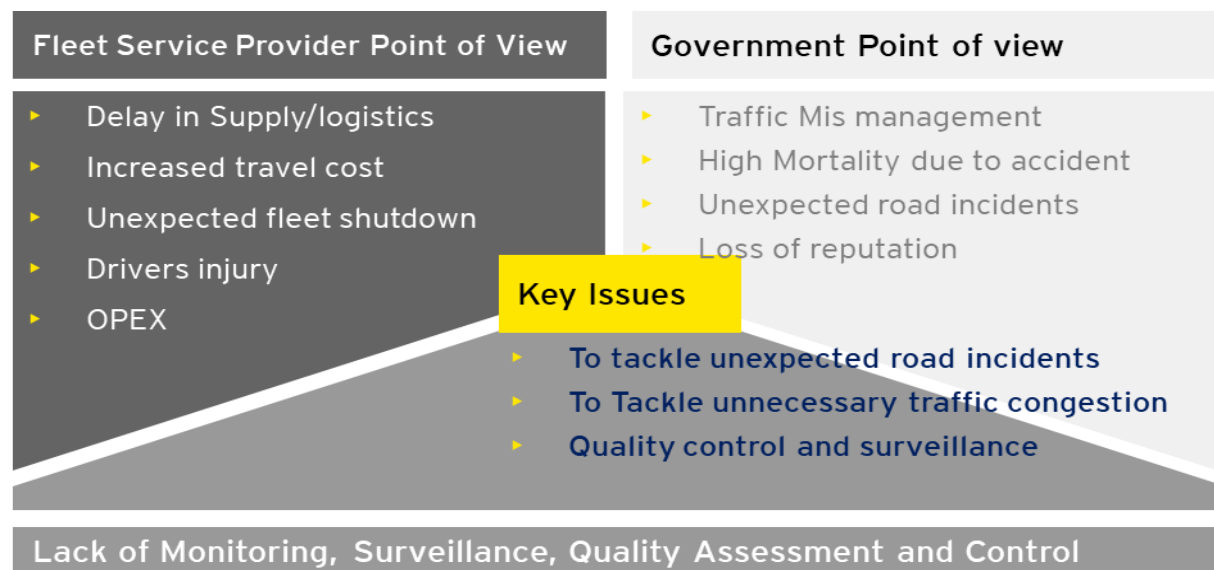 Fleet Service Provider Point of View
Delay in Supply/logistics
Increased travel cost
Unexpected fleet shutdown
Drivers injury
OPEX
Government Point of view
Traffic Mis management
High Mortality due to accident
Unexpected road incidents
Loss of reputation
Key Issues
To tackle unexpected road incidents
To Tackle unnecessary traffic congestion
Quality control and surveillance
Lack of Monitoring, Surveillance, Quality Assessment and Control